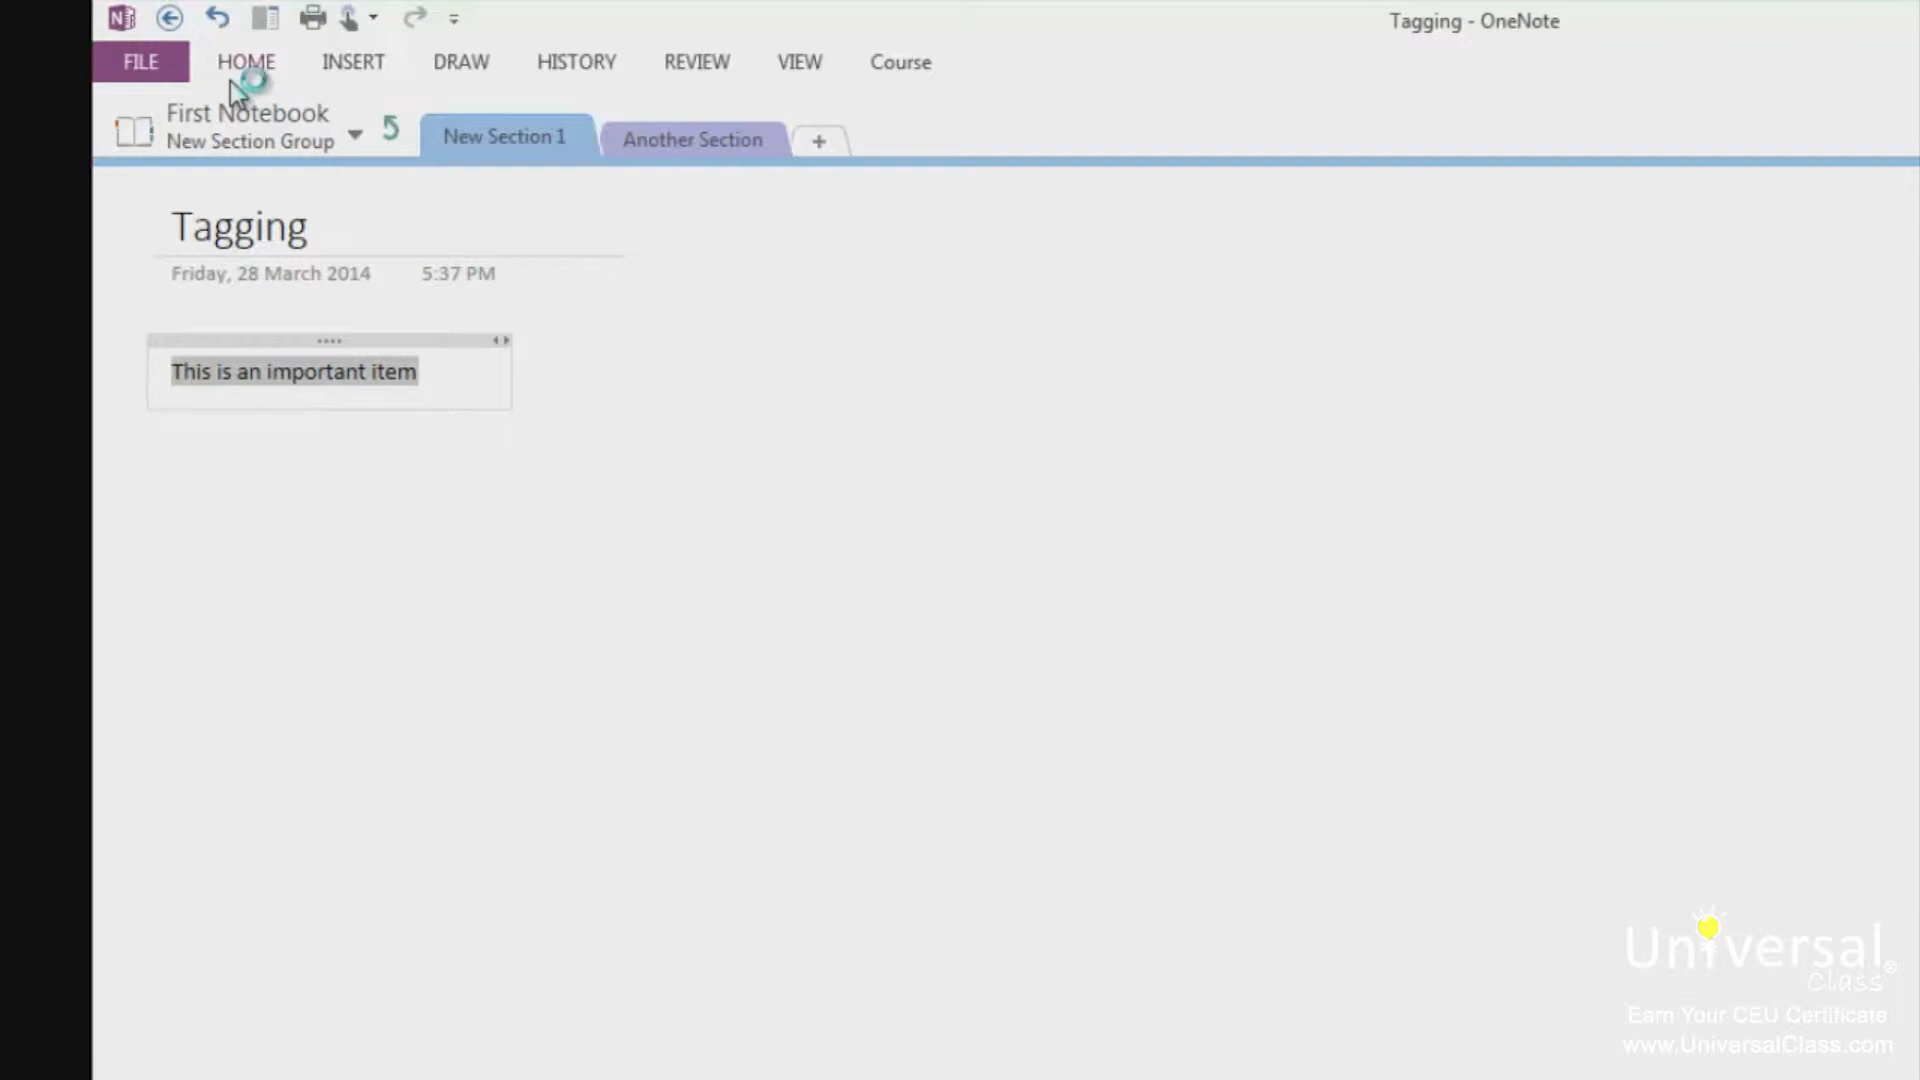 Tagging - OneNote
FILE HOME INSERT DRAW HISTORY REVIEW VIEW Course
First Notebook
New Section Group
New Section 1
Another Section
+
Tagging
Friday, 28 March 2014 5:37 PM
This is an important item
Universal
Class®
Earn Your CEU Certificate
www.UniversalClass.com